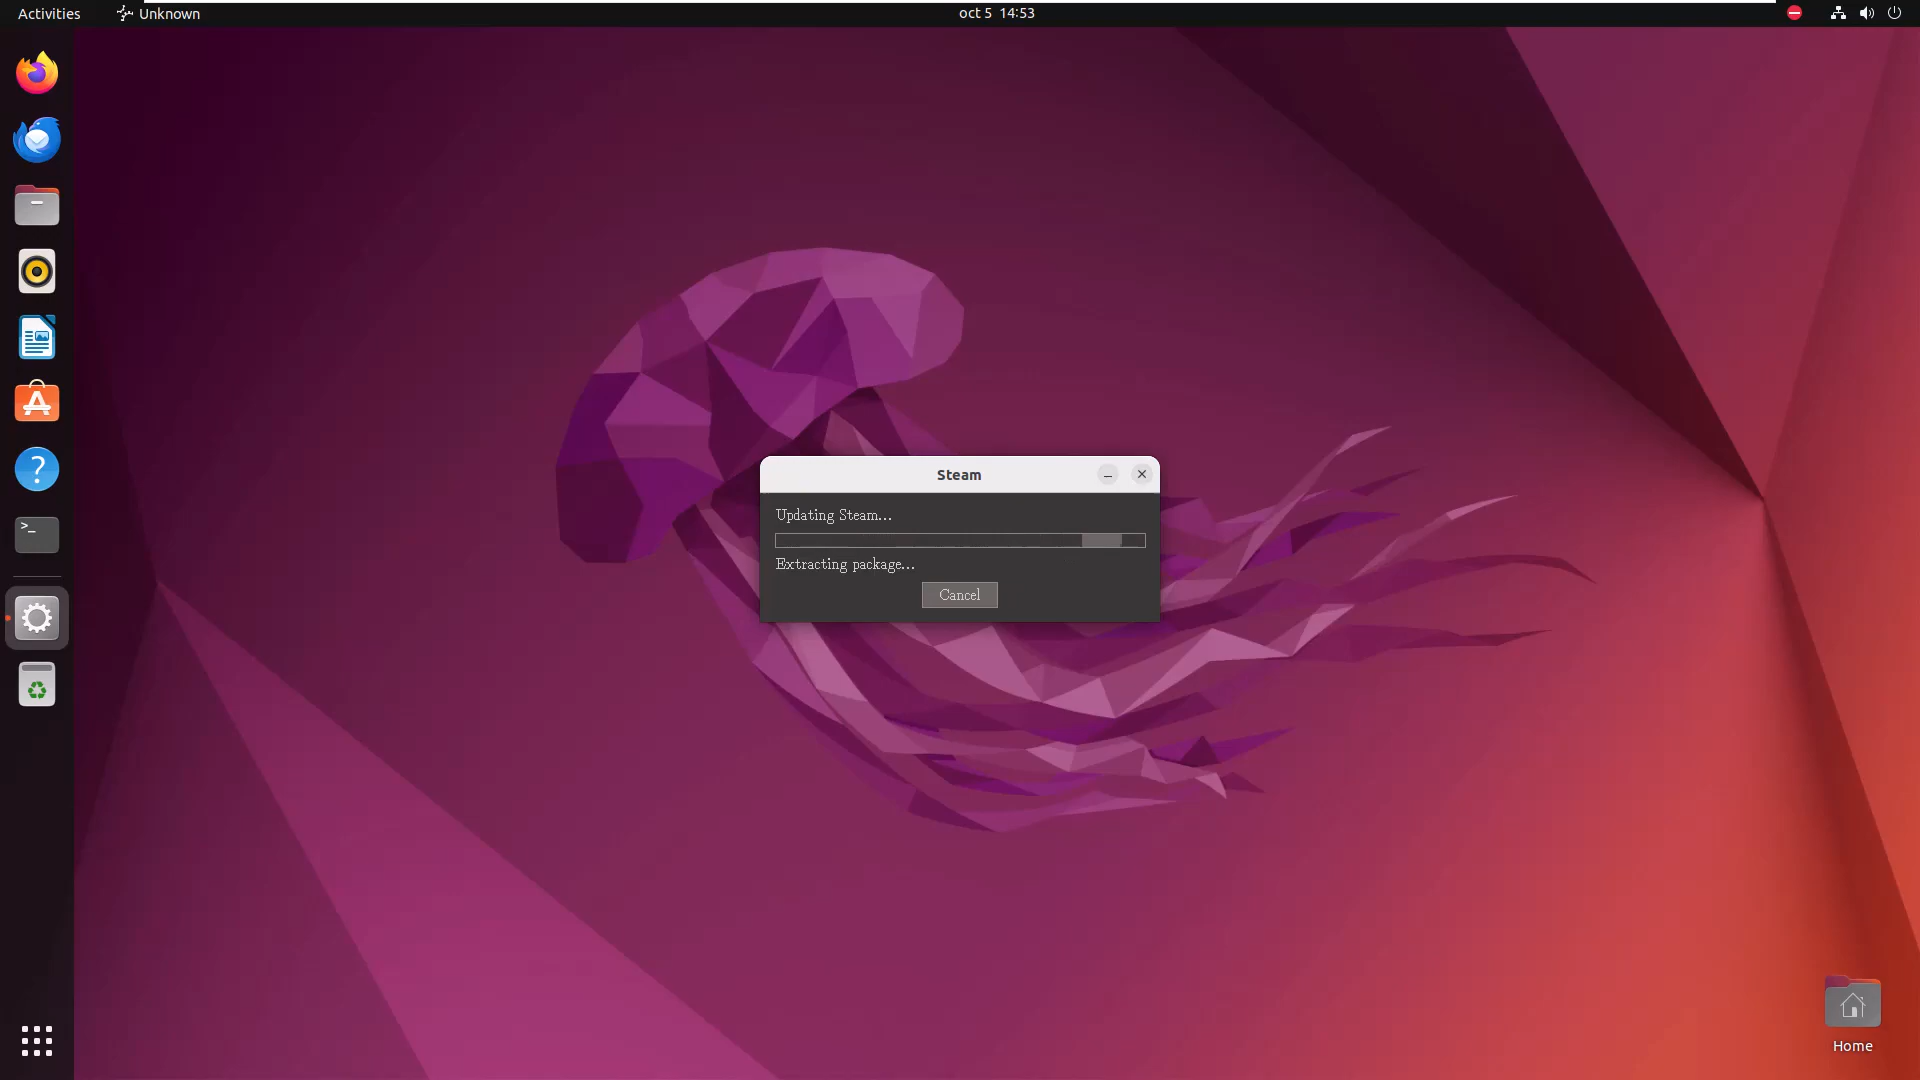 Activities
Unknown
oct 5 14:53
Steam
Updating Steam...
Extracting package...
Cancel
Home